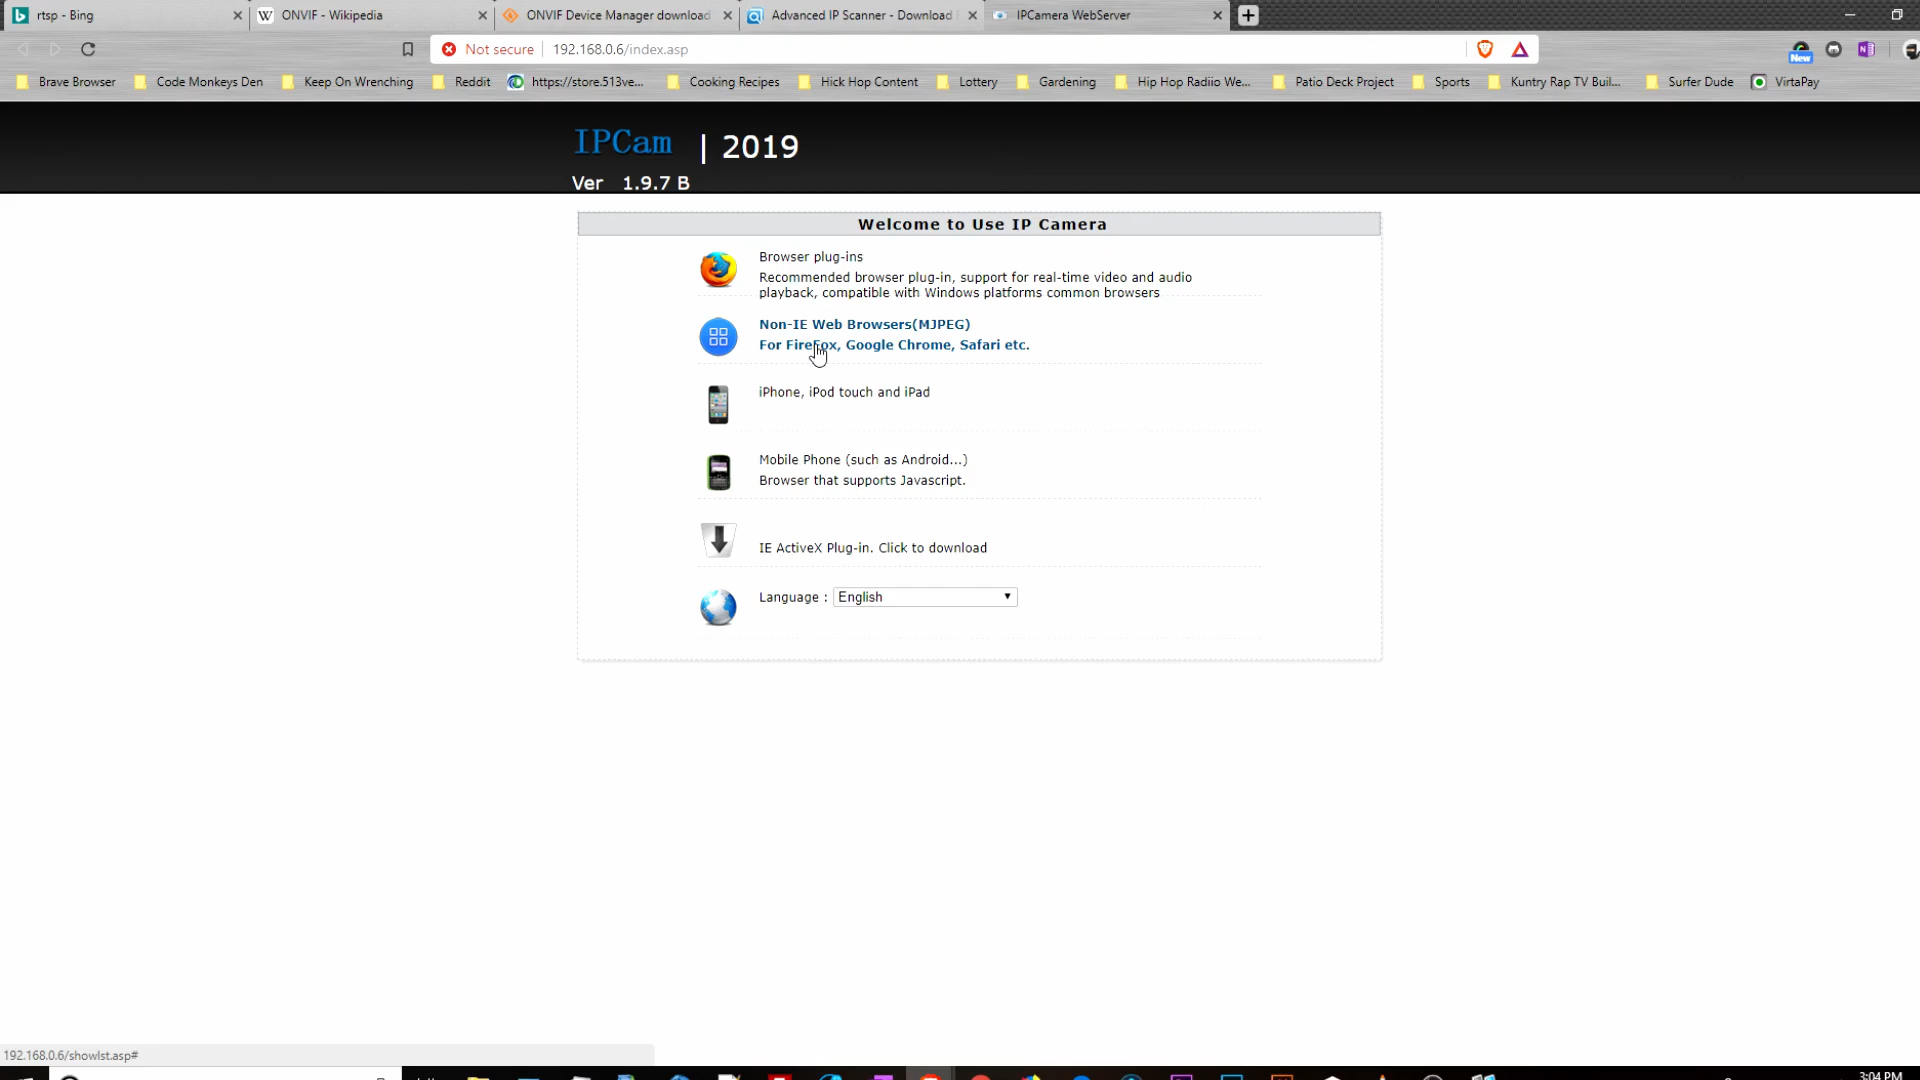 rtsp - Bing
ONVIF - Wikipedia
ONVIF Device Manager download
Advanced IP Scanner - Download F
IPCamera WebServer
Not secure
192.168.0.6/index.asp
New
Brave Browser
Code Monkeys Den
Keep On Wrenching
Reddit
https://store.513ve...
Cooking Recipes
Hick Hop Content
Lottery
Gardening
Hip Hop Radiio We...
Patio Deck Project
Sports
Kuntry Rap TV Buil...
Surfer Dude
VirtaPay
IPCam | 2019
Ver 1.9.7 B
Welcome to Use IP Camera
Browser plug-ins
Recommended browser plug-in, support for real-time video and audio
playback, compatible with Windows platforms common browsers
Non-IE Web Browsers(MJPEG)
For FireFox, Google Chrome, Safari etc.
iPhone, iPod touch and iPad
Mobile Phone (such as Android...)
Browser that supports Javascript.
IE ActiveX Plug-in. Click to download
Language : English
192.168.0.6/showlst.asp#
3:04 PM